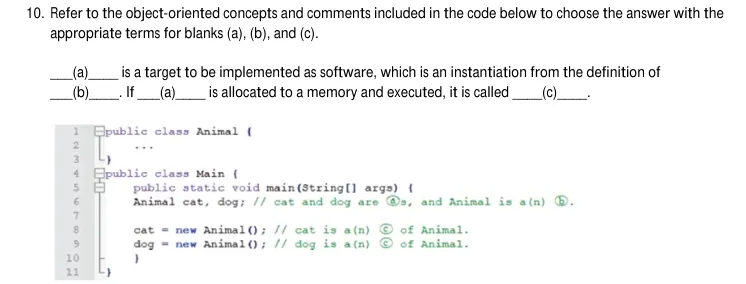 10. Refer to the object-oriented concepts and comments included in the code below to choose the answer with the
appropriate terms for blanks (a), (b), and (c).
___(a)____ is a target to be implemented as software, which is an instantiation from the definition of
___(b)____. If ___(a)____ is allocated to a memory and executed, it is called ____(c)____.
1 public class Animal {
2 ...
3 }
4 public class Main {
5 public static void main(String[] args) {
6 Animal cat, dog; // cat and dog are ⓐs, and Animal is a(n) ⓑ.
7
8 cat = new Animal(); // cat is a(n) ⓒ of Animal.
9 dog = new Animal(); // dog is a(n) ⓒ of Animal.
10 }
11 }